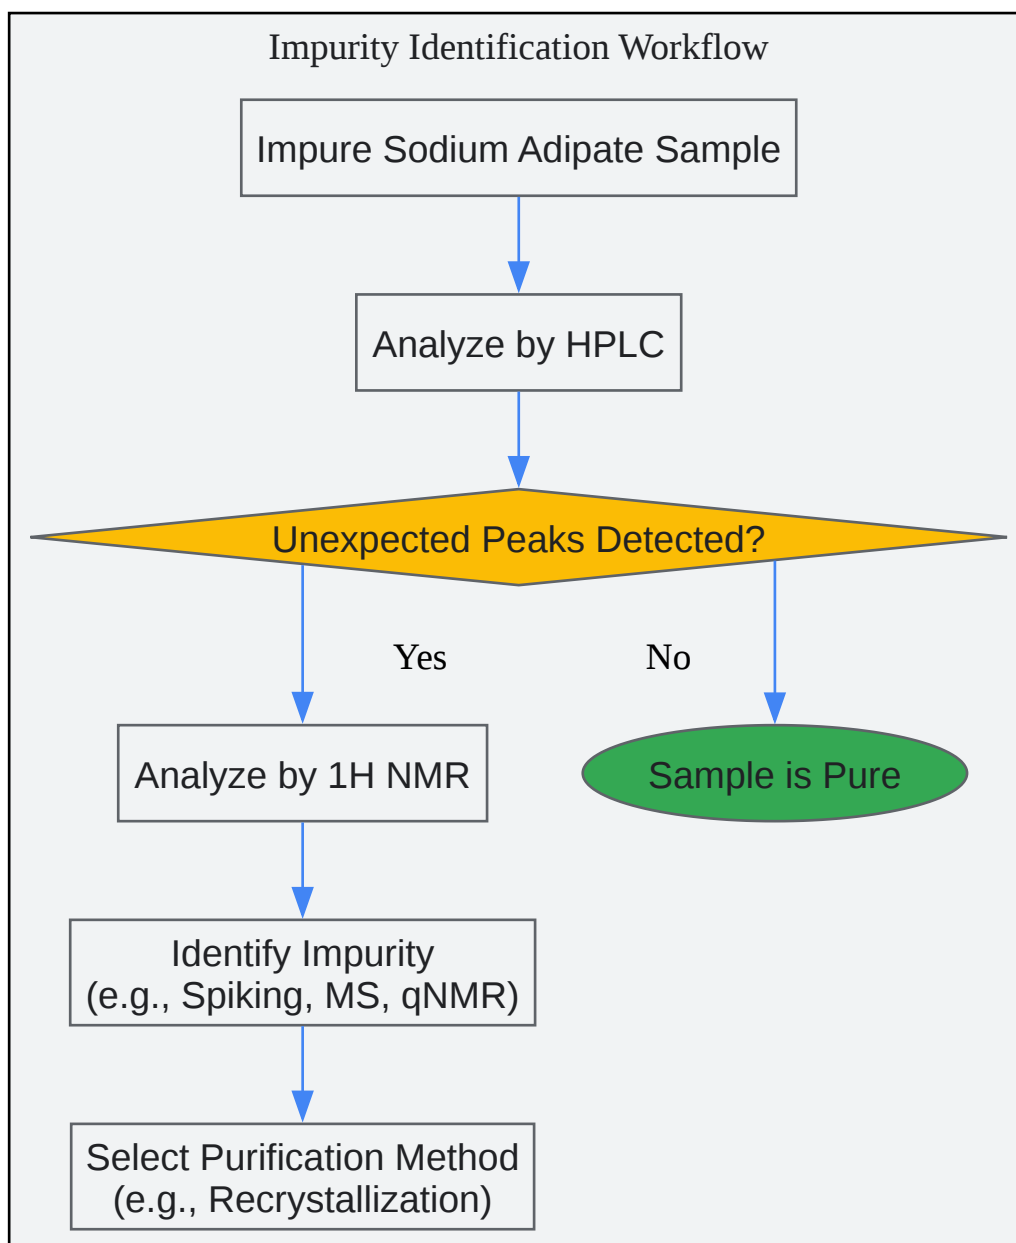 Impurity Identification Workflow
Impure Sodium Adipate Sample
Analyze by HPLC
Unexpected Peaks Detected?
Yes
No
Analyze by 1H NMR
Sample is Pure
Identify Impurity
(e.g., Spiking, MS, qNMR)
Select Purification Method
(e.g., Recrystallization)